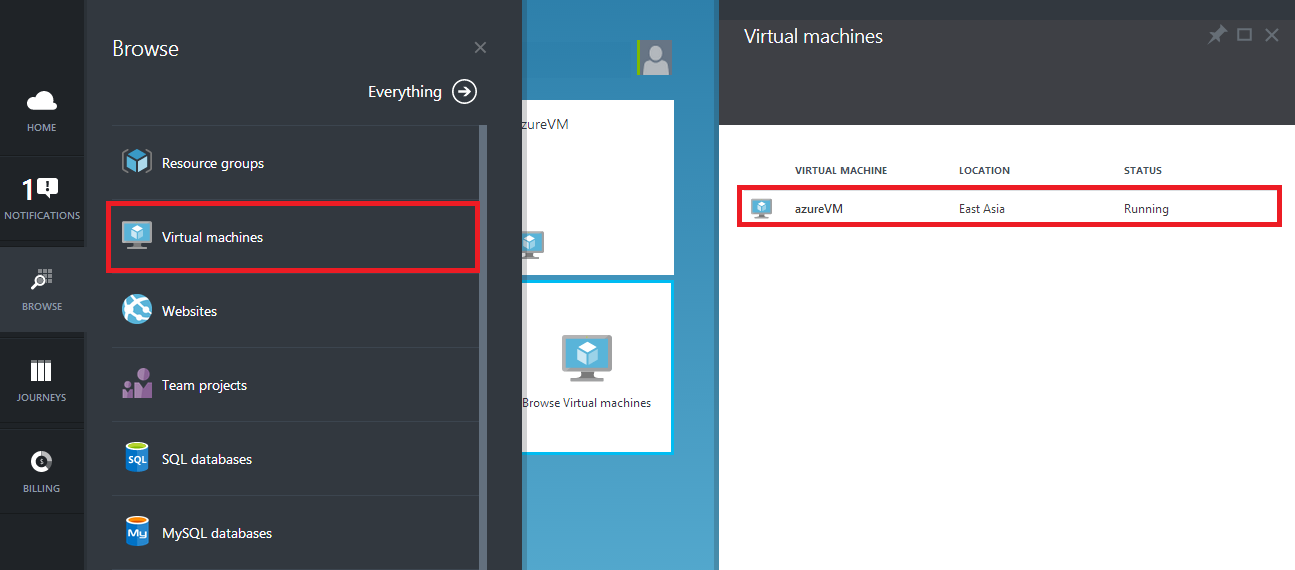 HOME
1
NOTIFICATIONS
BROWSE
JOURNEYS
$
BILLING
Browse
Everything
Resource groups
Virtual machines
Websites
Team projects
SQL
SQL databases
My
MySQL databases
zureVM
Browse Virtual machines
Virtual machines
VIRTUAL MACHINE LOCATION STATUS
azureVM East Asia Running